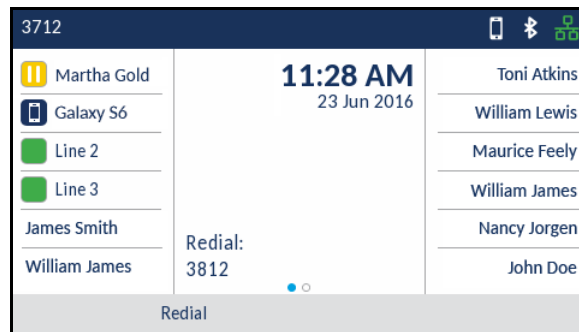 3712
Martha Gold
Galaxy S6
Line 2
Line 3
James Smith
William James
11:28 AM
23 Jun 2016
Redial:
3812
Toni Atkins
William Lewis
Maurice Feely
William James
Nancy Jorgen
John Doe
Redial